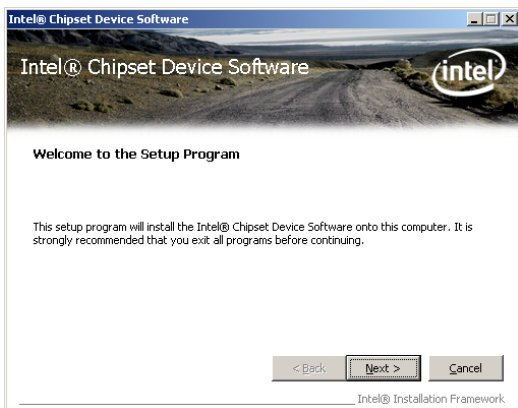 Intel® Chipset Device Software
Intel® Chipset Device Software
intel
Welcome to the Setup Program
This setup program will install the Intel® Chipset Device Software onto this computer. It is
strongly recommended that you exit all programs before continuing.
< Back
Next >
Cancel
Intel® Installation Framework